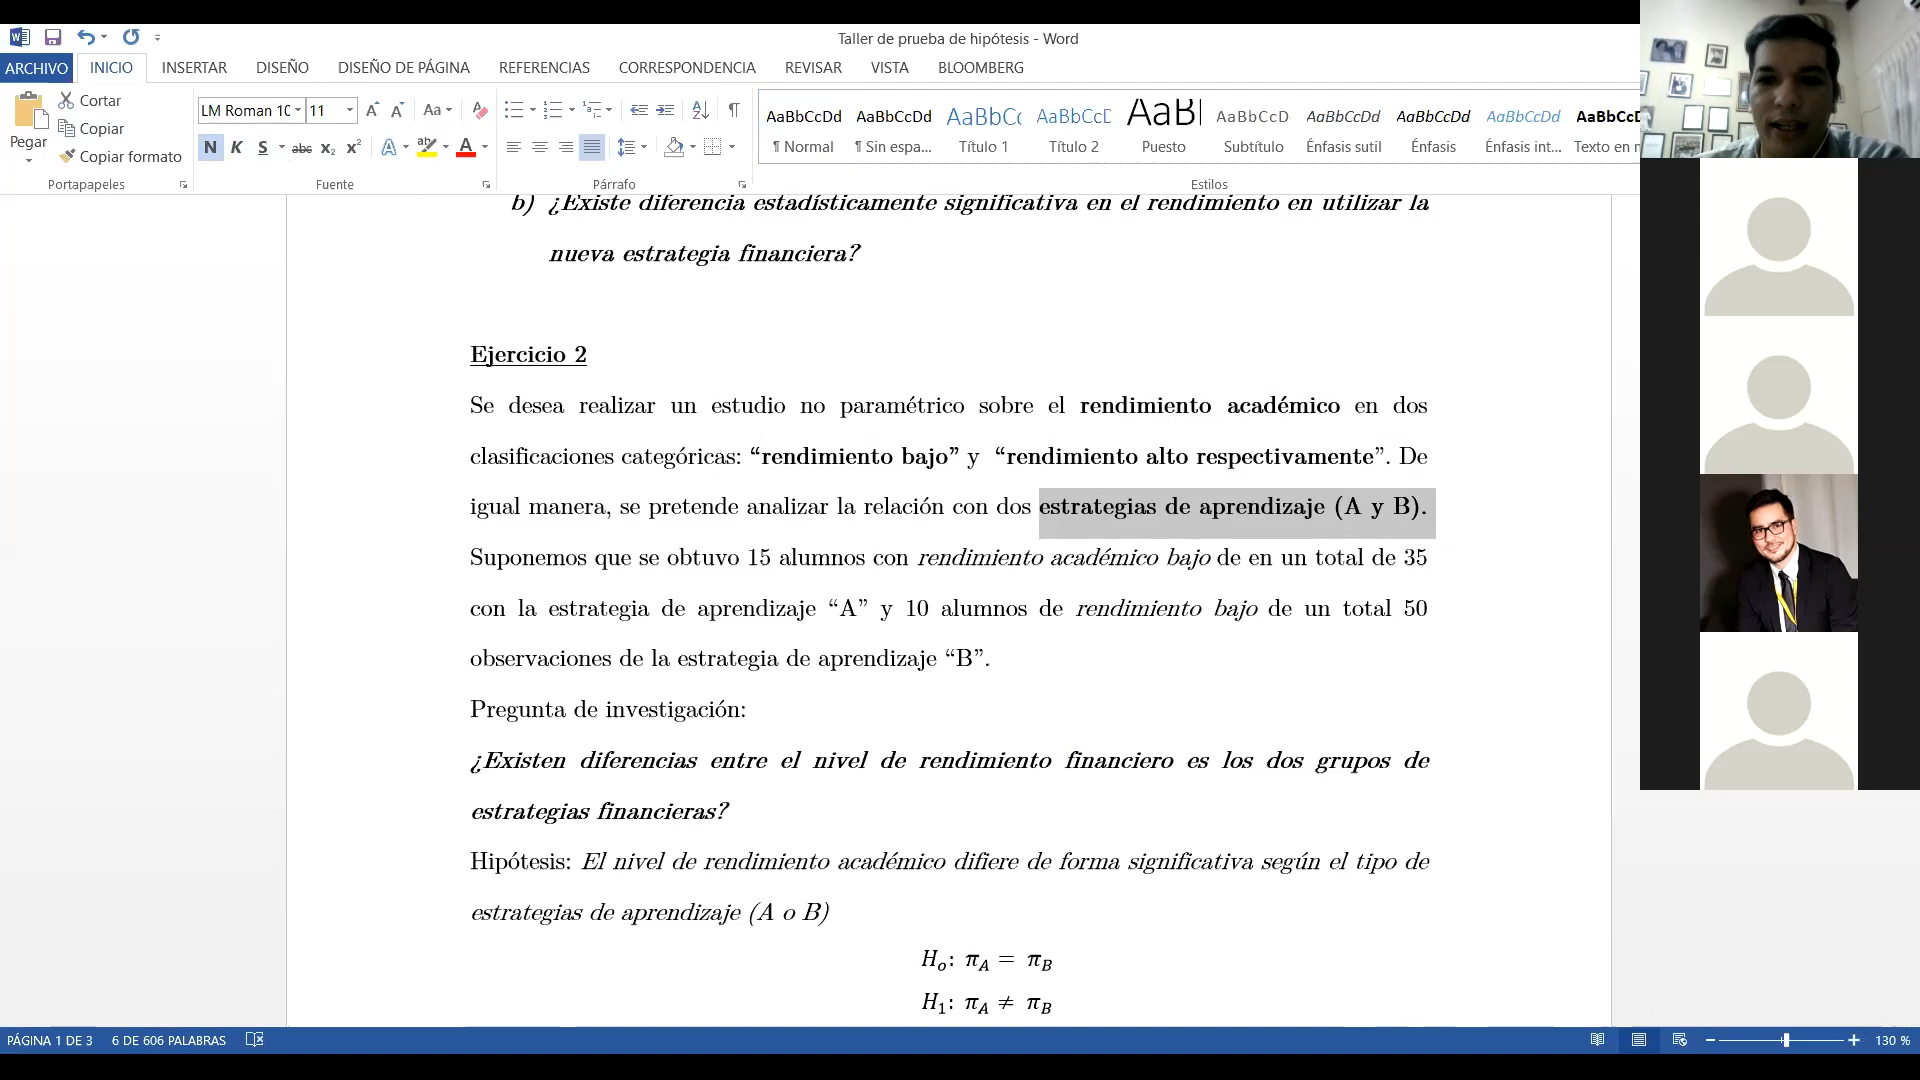 Taller de prueba de hipótesis - Word
ARCHIVO INICIO INSERTAR DISEÑO DISEÑO DE PÁGINA REFERENCIAS CORRESPONDENCIA REVISAR VISTA BLOOMBERG
Pegar
Cortar
Copiar
Copiar formato
Portapapeles
LM Roman 10 11
N K S abc x₂ x²
Fuente
Párrafo
AaBbCcDd AaBbCcDd AaBbCc AaBbCcD AaB AaBbCcD AaBbCcDd AaBbCcDd AaBbCcDd AaBbCcD
¶ Normal ¶ Sin espa... Título 1 Título 2 Puesto Subtítulo Énfasis sutil Énfasis Énfasis int... Texto en
Estilos
b) ¿Existe diferencia estadísticamente significativa en el rendimiento en utilizar la
nueva estrategia financiera?
Ejercicio 2
Se desea realizar un estudio no paramétrico sobre el rendimiento académico en dos
clasificaciones categóricas: “rendimiento bajo” y “rendimiento alto respectivamente”. De
igual manera, se pretende analizar la relación con dos estrategias de aprendizaje (A y B).
Suponemos que se obtuvo 15 alumnos con rendimiento académico bajo de en un total de 35
con la estrategia de aprendizaje “A” y 10 alumnos de rendimiento bajo de un total 50
observaciones de la estrategia de aprendizaje “B”.
Pregunta de investigación:
¿Existen diferencias entre el nivel de rendimiento financiero es los dos grupos de
estrategias financieras?
Hipótesis: El nivel de rendimiento académico difiere de forma significativa según el tipo de
estrategias de aprendizaje (A o B)
Hₒ: π_A = π_B
H₁: π_A ≠ π_B
PÁGINA 1 DE 3 6 DE 606 PALABRAS 130 %